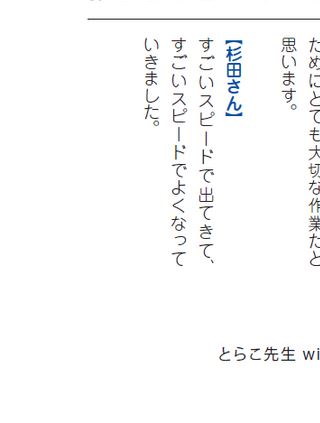 ためにとても大切な作業だと
思います。
【杉田さん】
すごいスピードで出てきて、
すごいスピードでよくなって
いきました。
とらこ先生 wi